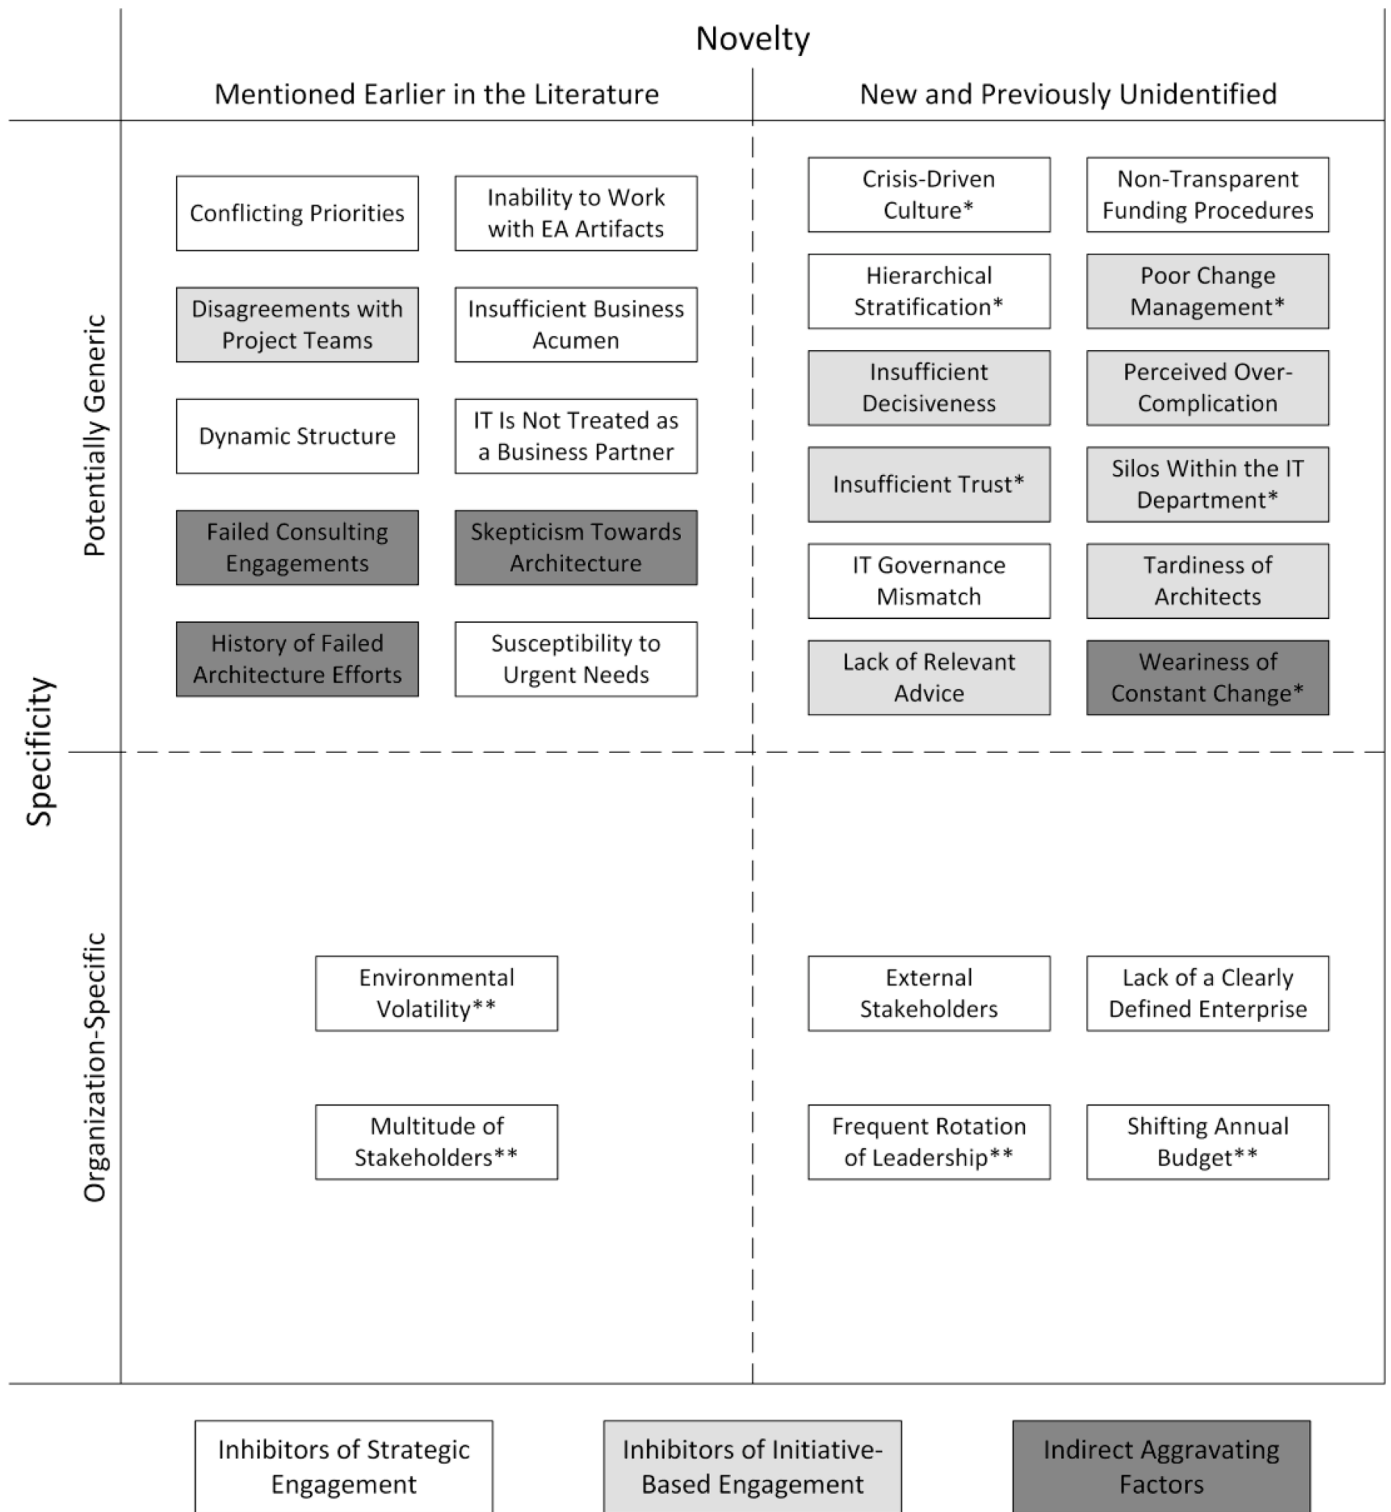 Novelty
Mentioned Earlier in the Literature
New and Previously Unidentified
Specificity
Potentially Generic
Conflicting Priorities
Inability to Work
with EA Artifacts
Disagreements with
Project Teams
Insufficient Business
Acumen
Dynamic Structure
IT Is Not Treated as
a Business Partner
Failed Consulting
Engagements
Skepticism Towards
Architecture
History of Failed
Architecture Efforts
Susceptibility to
Urgent Needs
Crisis-Driven
Culture*
Non-Transparent
Funding Procedures
Hierarchical
Stratification*
Poor Change
Management*
Insufficient
Decisiveness
Perceived Over-
Complication
Insufficient Trust*
Silos Within the IT
Department*
IT Governance
Mismatch
Tardiness of
Architects
Lack of Relevant
Advice
Weariness of
Constant Change*
Organization-Specific
Environmental
Volatility**
Multitude of
Stakeholders**
External
Stakeholders
Lack of a Clearly
Defined Enterprise
Frequent Rotation
of Leadership**
Shifting Annual
Budget**
Inhibitors of Strategic
Engagement
Inhibitors of Initiative-
Based Engagement
Indirect Aggravating
Factors